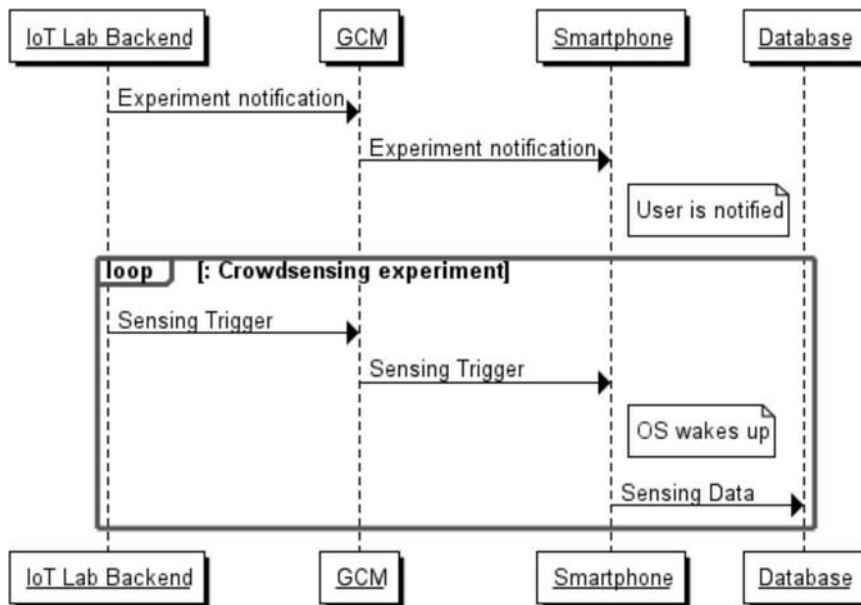 IoT Lab Backend
GCM
Smartphone
Database
Experiment notification
Experiment notification
User is notified
loop
[: Crowdsensing experiment]
Sensing Trigger
Sensing Trigger
OS wakes up
Sensing Data
IoT Lab Backend
GCM
Smartphone
Database